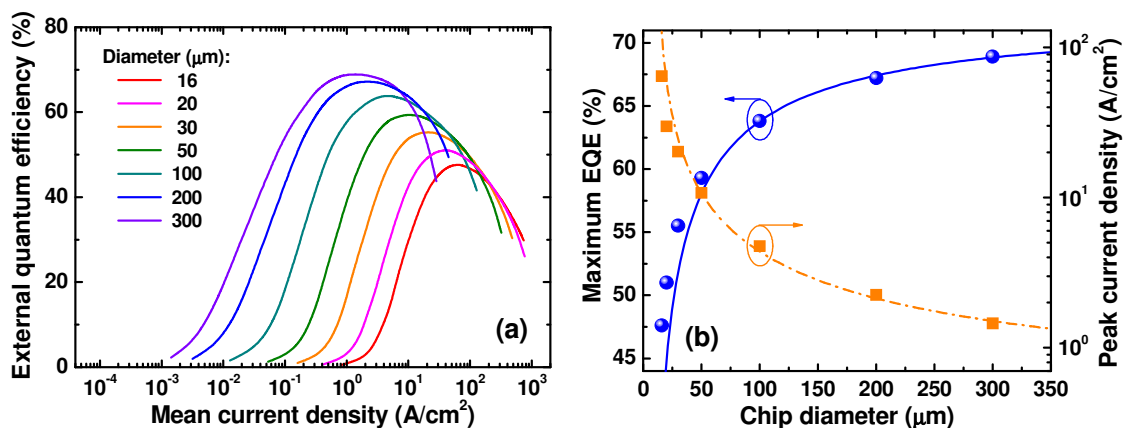 80
60
40
20
0
External quantum efficiency (%)
Diameter (μm):
16
20
30
50
100
200
300
(a)
10⁻⁴ 10⁻³ 10⁻² 10⁻¹ 10⁰ 10¹ 10² 10³
Mean current density (A/cm²)
70
65
60
55
50
45
Maximum EQE (%)
(b)
0 50 100 150 200 250 300 350
Chip diameter (μm)
10²
10¹
10⁰
Peak current density (A/cm²)